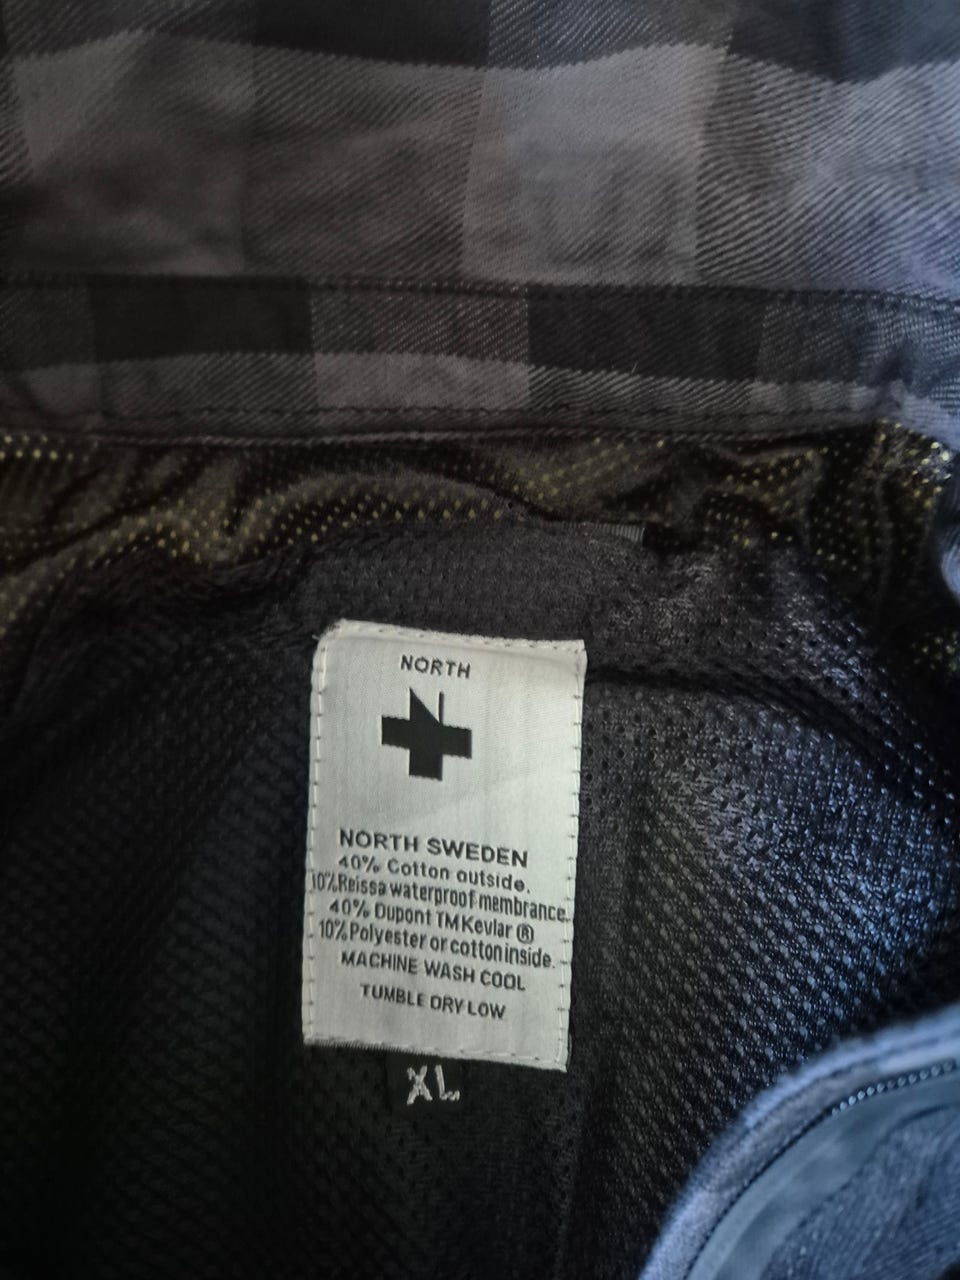 NORTH
NORTH SWEDEN
40% Cotton outside.
10%Reissa waterproof membrance.
40% Dupont TMKevlar ®
10%Polyester or cotton inside.
MACHINE WASH COOL
TUMBLE DRY LOW
XL